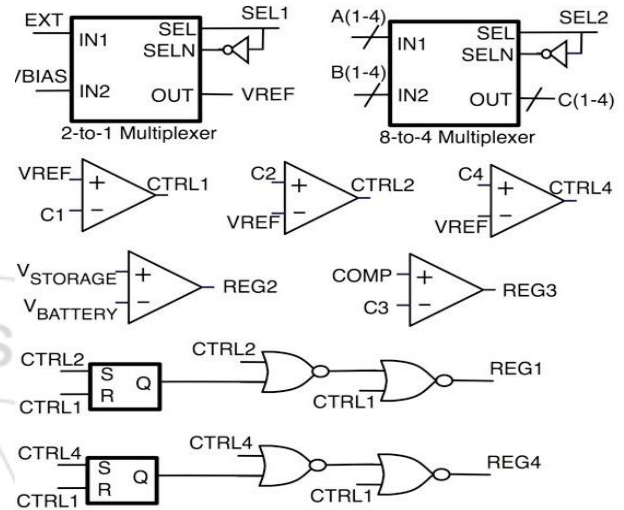 EXT
IN1
SEL
SEL1
SELN
VBIAS
IN2
OUT
VREF
2-to-1 Multiplexer
A(1-4)
IN1
SEL
SEL2
SELN
B(1-4)
IN2
OUT
C(1-4)
8-to-4 Multiplexer
VREF
+
CTRL1
C1
−
C2
+
CTRL2
VREF
−
C4
+
CTRL4
VREF
−
VSTORAGE
+
REG2
VBATTERY
−
COMP
+
REG3
C3
−
CTRL2
S
Q
CTRL1
R
CTRL2
CTRL1
REG1
CTRL4
S
Q
CTRL1
R
CTRL4
CTRL1
REG4